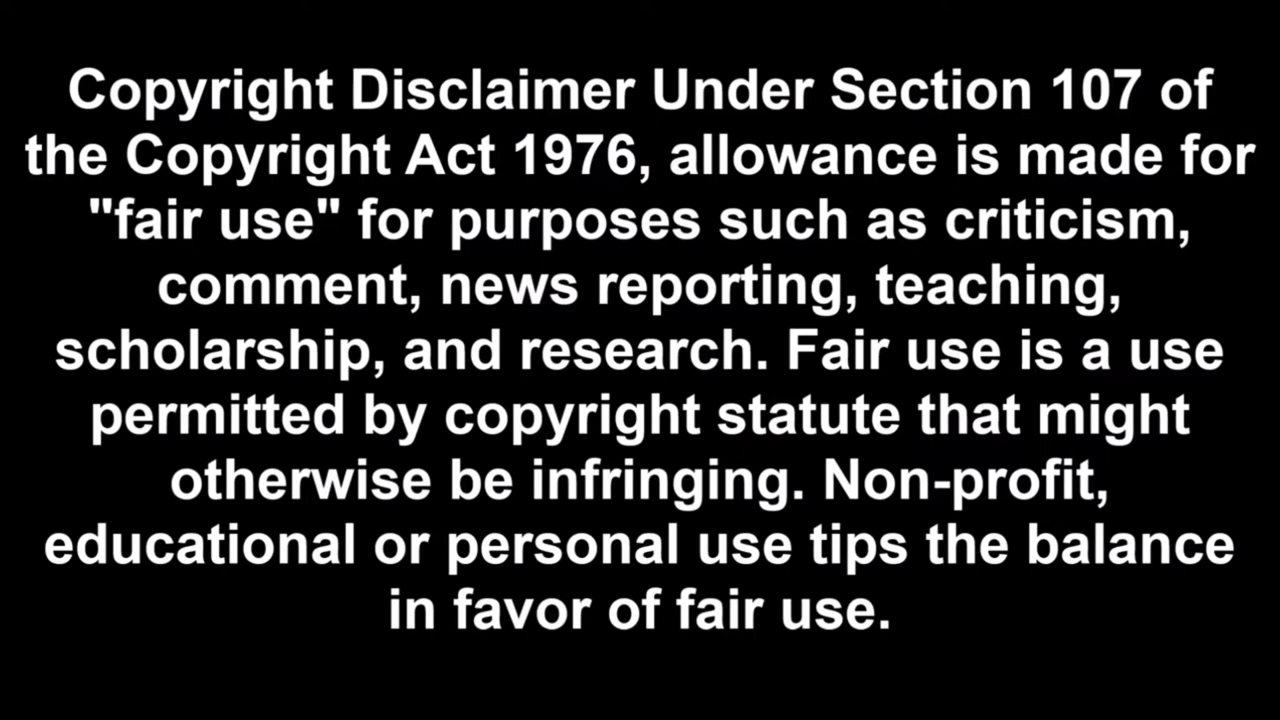 Copyright Disclaimer Under Section 107 of
the Copyright Act 1976, allowance is made for
"fair use" for purposes such as criticism,
comment, news reporting, teaching,
scholarship, and research. Fair use is a use
permitted by copyright statute that might
otherwise be infringing. Non-profit,
educational or personal use tips the balance
in favor of fair use.